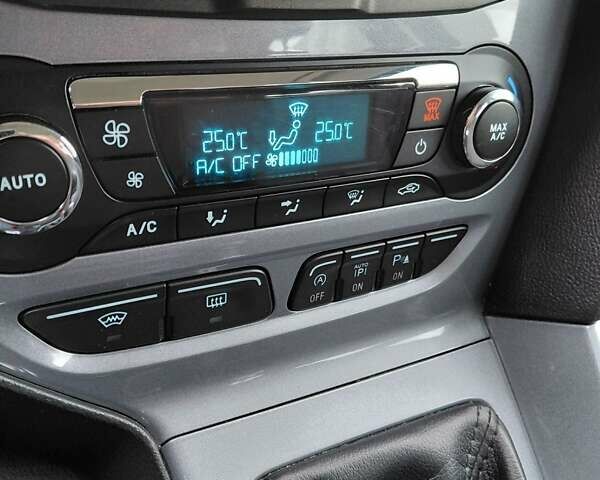 MAX
25.0°C 25.0°C
MAX
A/C
A/C OFF
AUTO
A/C
A
OFF
AUTO
P
ON
P
ON